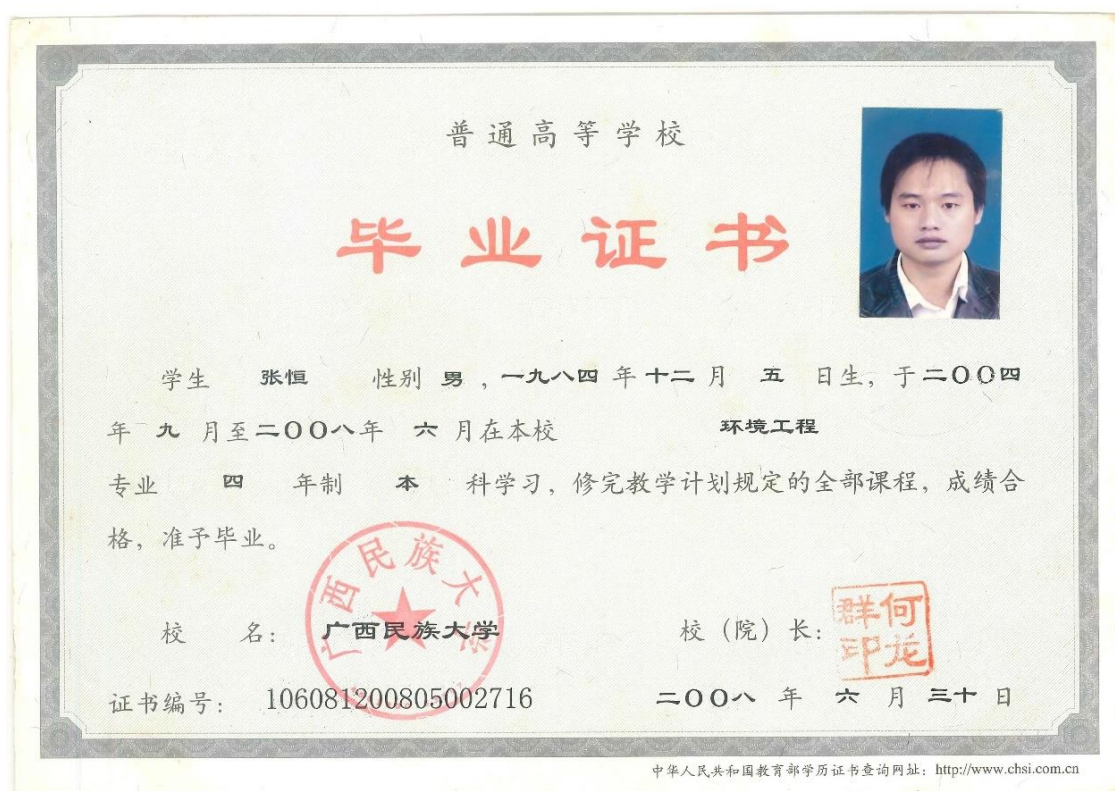 普通高等学校
毕业证书
学生 张恒 性别 男 ，一九八四 年 十二 月 五 日生，于二〇〇四
年 九 月至二〇〇八年 六 月在本校 环境工程
专业 四 年制 本 科学习，修完教学计划规定的全部课程，成绩合
格，准予毕业。
广西民族大学
校 名： 广西民族大学 校（院）长： 何龙群印
证书编号： 106081200805002716 二〇〇八 年 六 月 三十 日
中华人民共和国教育部学历证书查询网址：http://www.chsi.com.cn